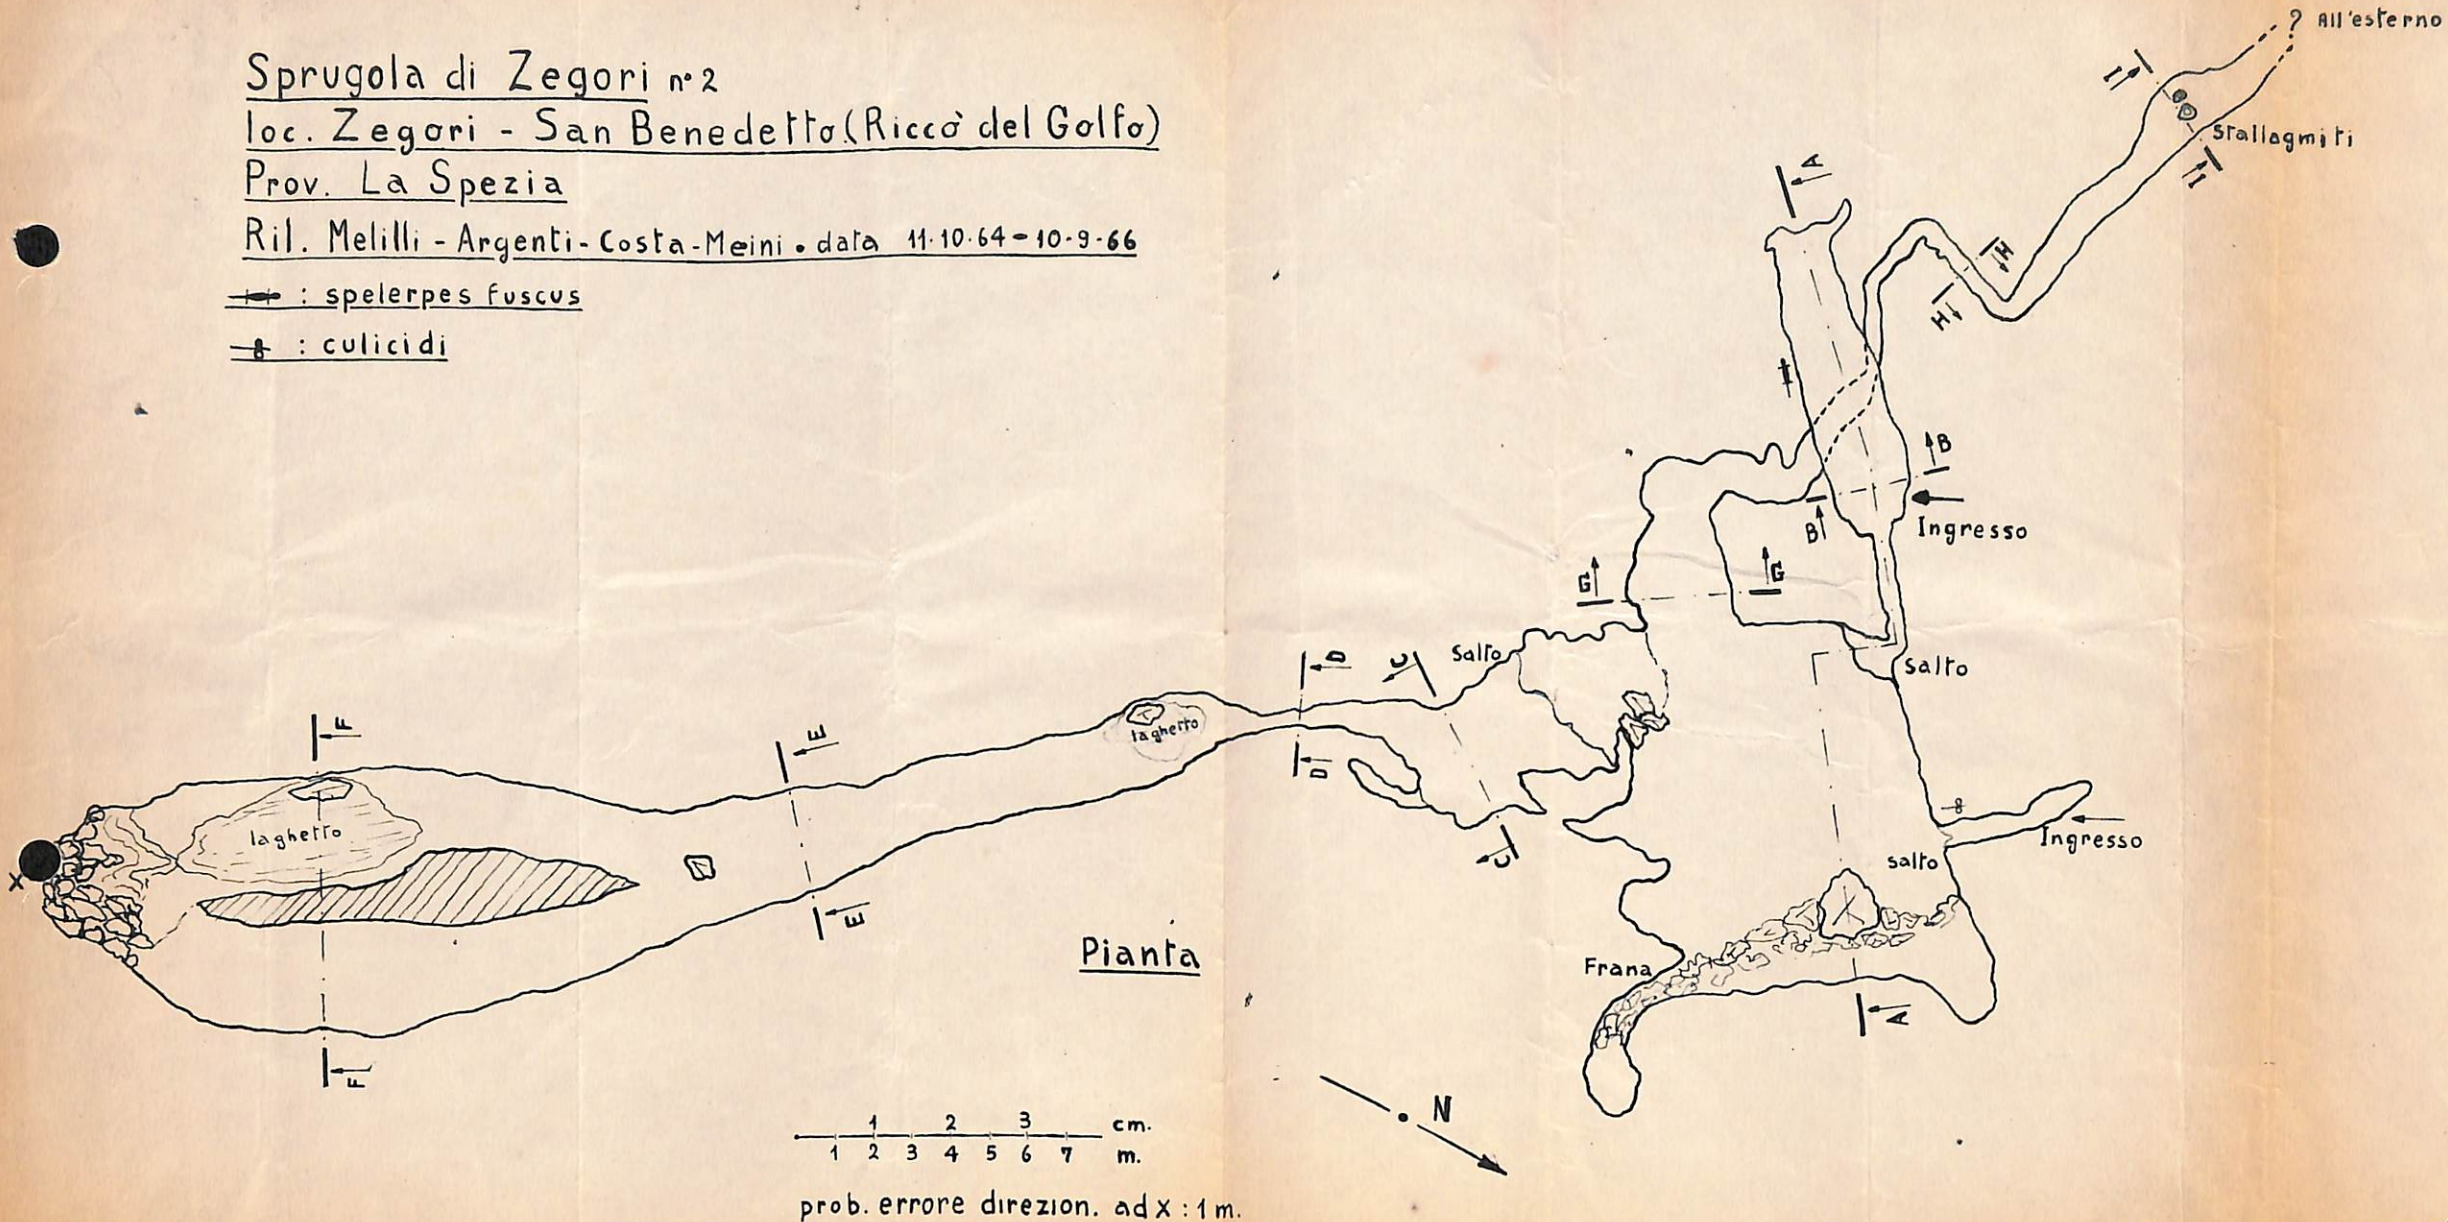 Sprugola di Zegori n° 2
loc. Zegori - San Benedetto (Riccò del Golfo)
Prov. La Spezia
Ril. Melilli - Argenti - Costa - Meini • data 11·10·64 - 10-9-66
: spelerpes fuscus
: culicidi
? All'esterno
I
Stallagmiti
I
A
H
H
B
Ingresso
B
G
G
Salto
D
C
Salto
laghetto
D
C
F
E
laghetto
Ingresso
Salto
X
E
Pianta
Frana
A
F
1 2 3 cm.
1 2 3 4 5 6 7 m.
N
prob. errore direzion. ad X : 1 m.